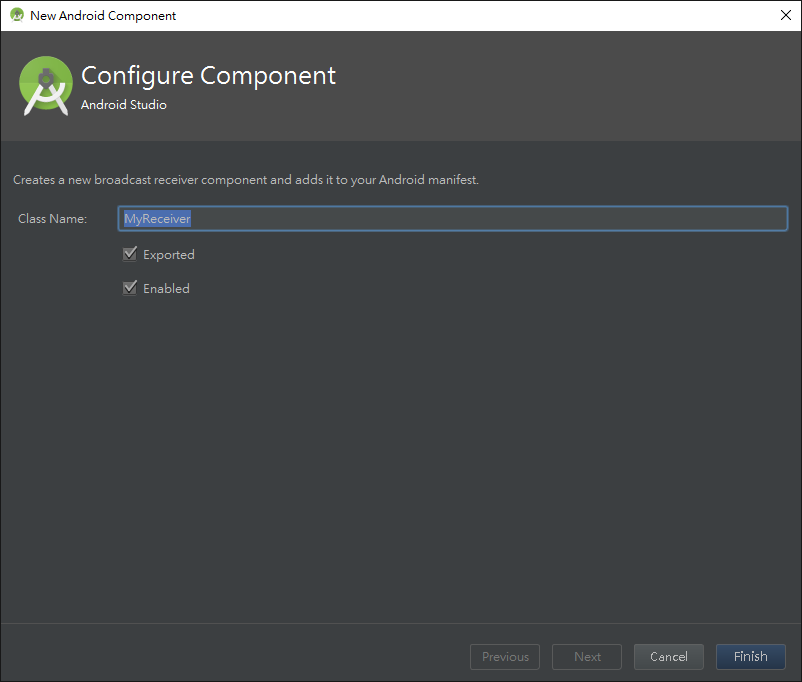 New Android Component
Configure Component
Android Studio
Creates a new broadcast receiver component and adds it to your Android manifest.
Class Name: MyReceiver
Exported
Enabled
Previous Next Cancel Finish